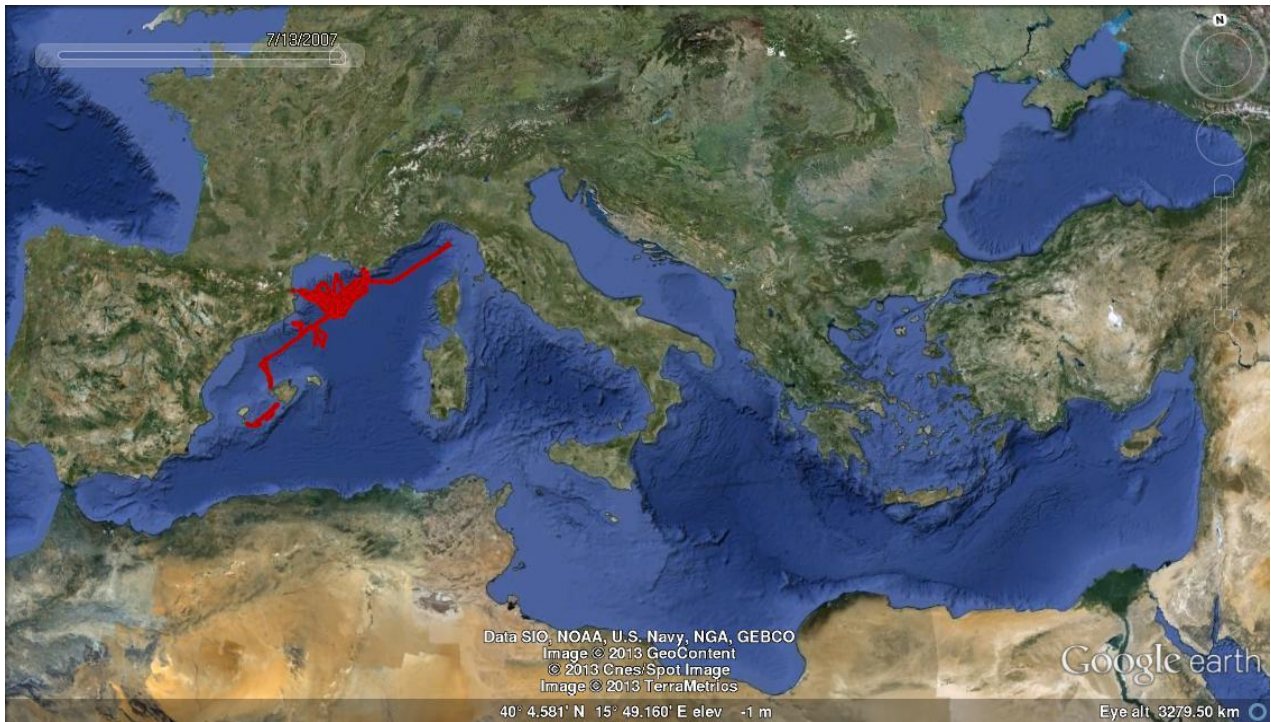 7/13/2007
N
Data SIO, NOAA, U.S. Navy, NGA, GEBCO
Image © 2013 GeoContent
© 2013 Cnes/Spot Image
Image © 2013 TerraMetrics
Google earth
40° 4.581' N 15° 49.160' E elev -1 m
Eye alt 3279.50 km